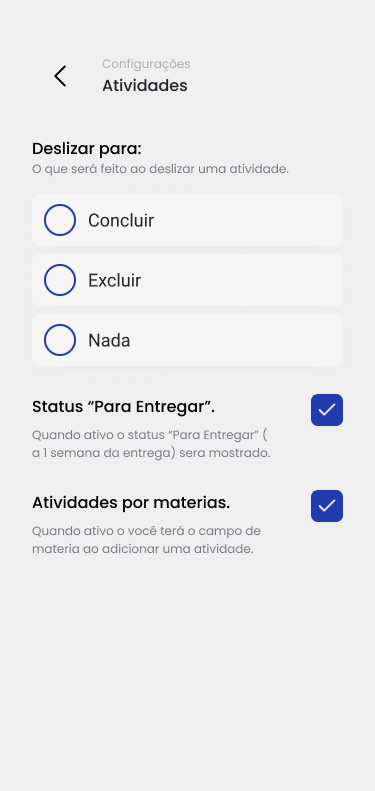 Configurações
Atividades
Deslizar para:
O que será feito ao deslizar uma atividade.
Concluir
Excluir
Nada
Status “Para Entregar”.
Quando ativo o status “Para Entregar” (
a 1 semana da entrega) sera mostrado.
Atividades por materias.
Quando ativo o você terá o campo de
materia ao adicionar uma atividade.